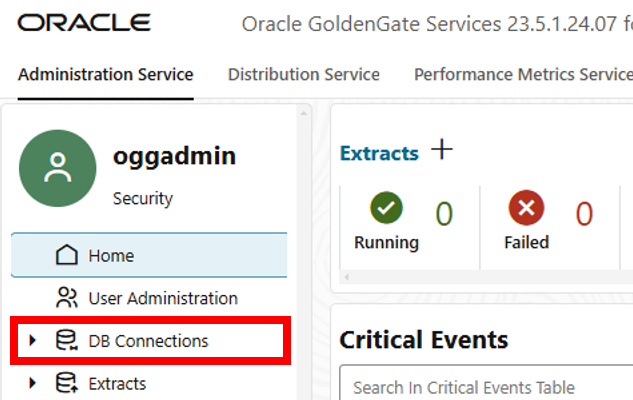 ORACLE
Oracle GoldenGate Services 23.5.1.24.07 fo
Administration Service
Distribution Service
Performance Metrics Service
oggadmin
Security
Home
User Administration
DB Connections
Extracts
Extracts
0
Running
0
Failed
Critical Events
Search In Critical Events Table